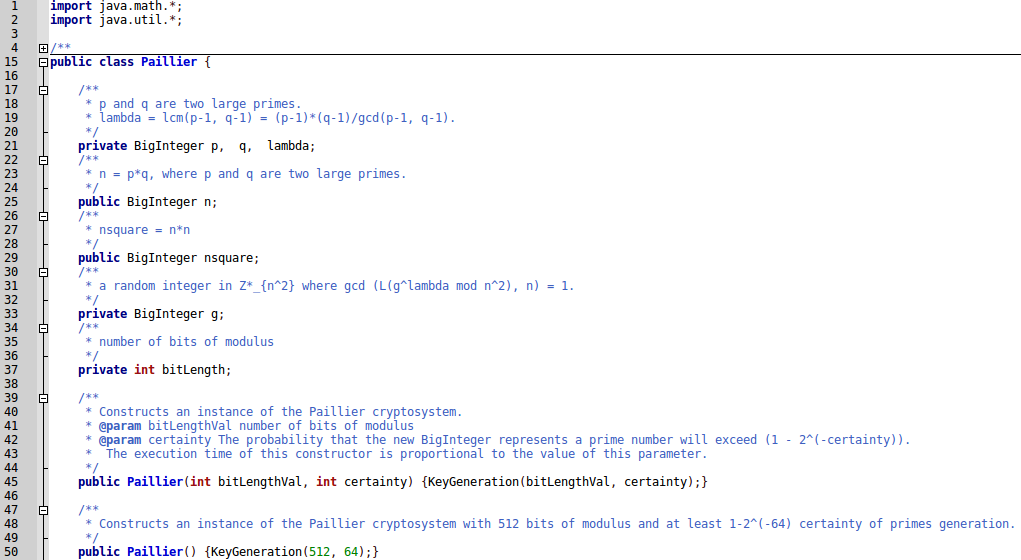 1 import java.math.*;
2 import java.util.*;
3
4 /**
15 public class Paillier {
16
17 /**
18 * p and q are two large primes.
19 * lambda = lcm(p-1, q-1) = (p-1)*(q-1)/gcd(p-1, q-1).
20 */
21 private BigInteger p,  q,  lambda;
22 /**
23 * n = p*q, where p and q are two large primes.
24 */
25 public BigInteger n;
26 /**
27 * nsquare = n*n
28 */
29 public BigInteger nsquare;
30 /**
31 * a random integer in Z*_{n^2} where gcd (L(g^lambda mod n^2), n) = 1.
32 */
33 private BigInteger g;
34 /**
35 * number of bits of modulus
36 */
37 private int bitLength;
38
39 /**
40 * Constructs an instance of the Paillier cryptosystem.
41 * @param bitLengthVal number of bits of modulus
42 * @param certainty The probability that the new BigInteger represents a prime number will exceed (1 - 2^(-certainty)).
43 *  The execution time of this constructor is proportional to the value of this parameter.
44 */
45 public Paillier(int bitLengthVal, int certainty) {KeyGeneration(bitLengthVal, certainty);}
46
47 /**
48 * Constructs an instance of the Paillier cryptosystem with 512 bits of modulus and at least 1-2^(-64) certainty of primes generation.
49 */
50 public Paillier() {KeyGeneration(512, 64);}